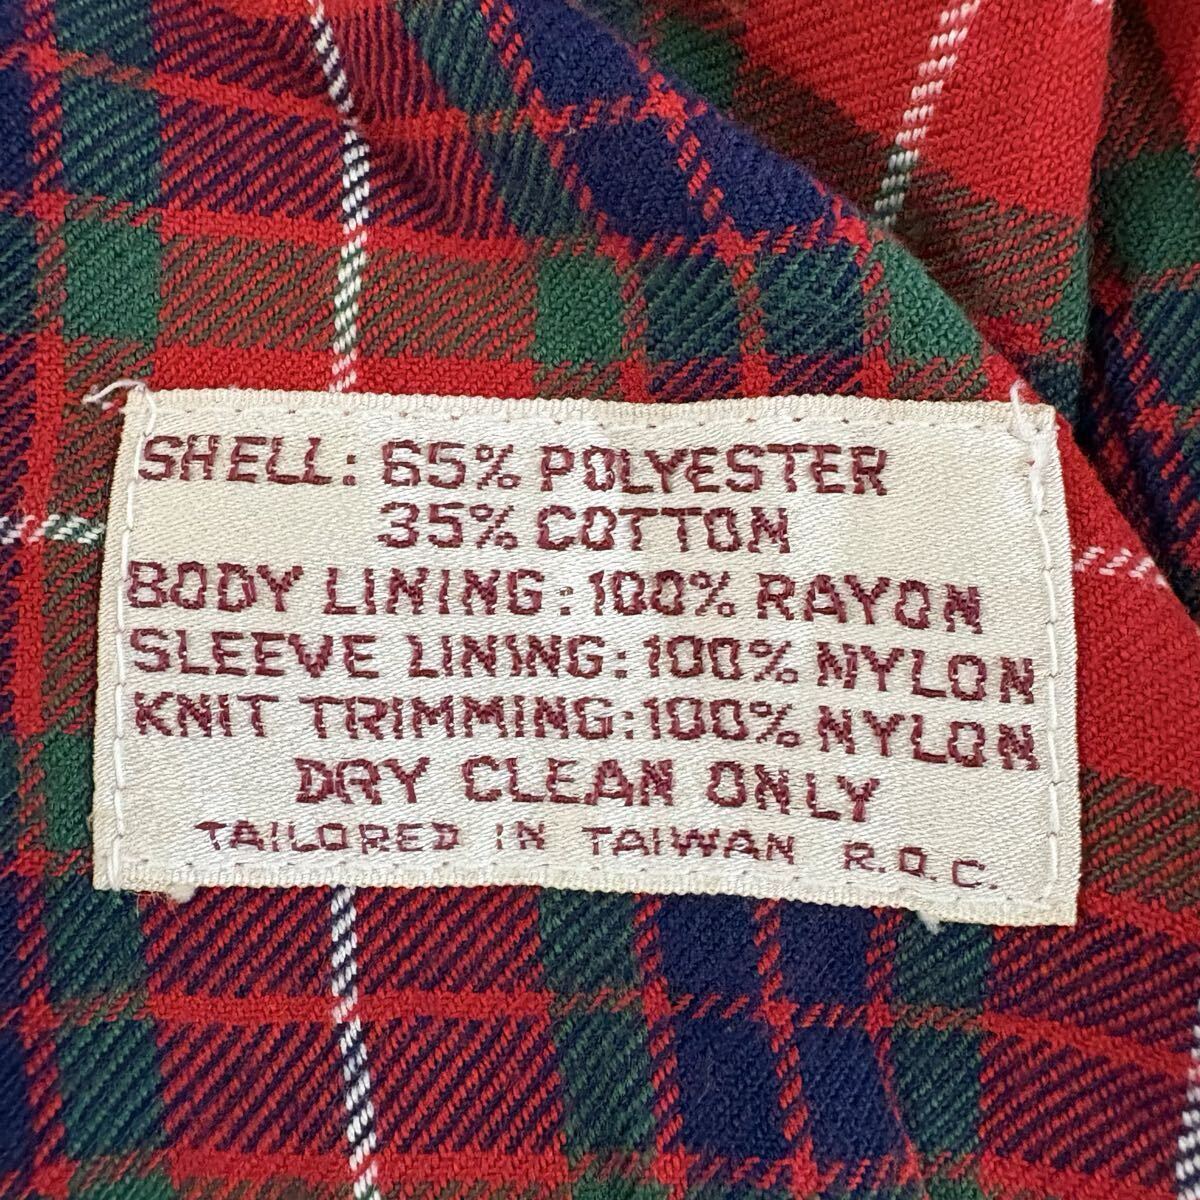 SHELL: 65% POLYESTER
35% COTTON
BODY LINING: 100% RAYON
SLEEVE LINING: 100% NYLON
KNIT TRIMMING: 100% NYLON
DRY CLEAN ONLY
TAILORED IN TAIWAN R.O.C.